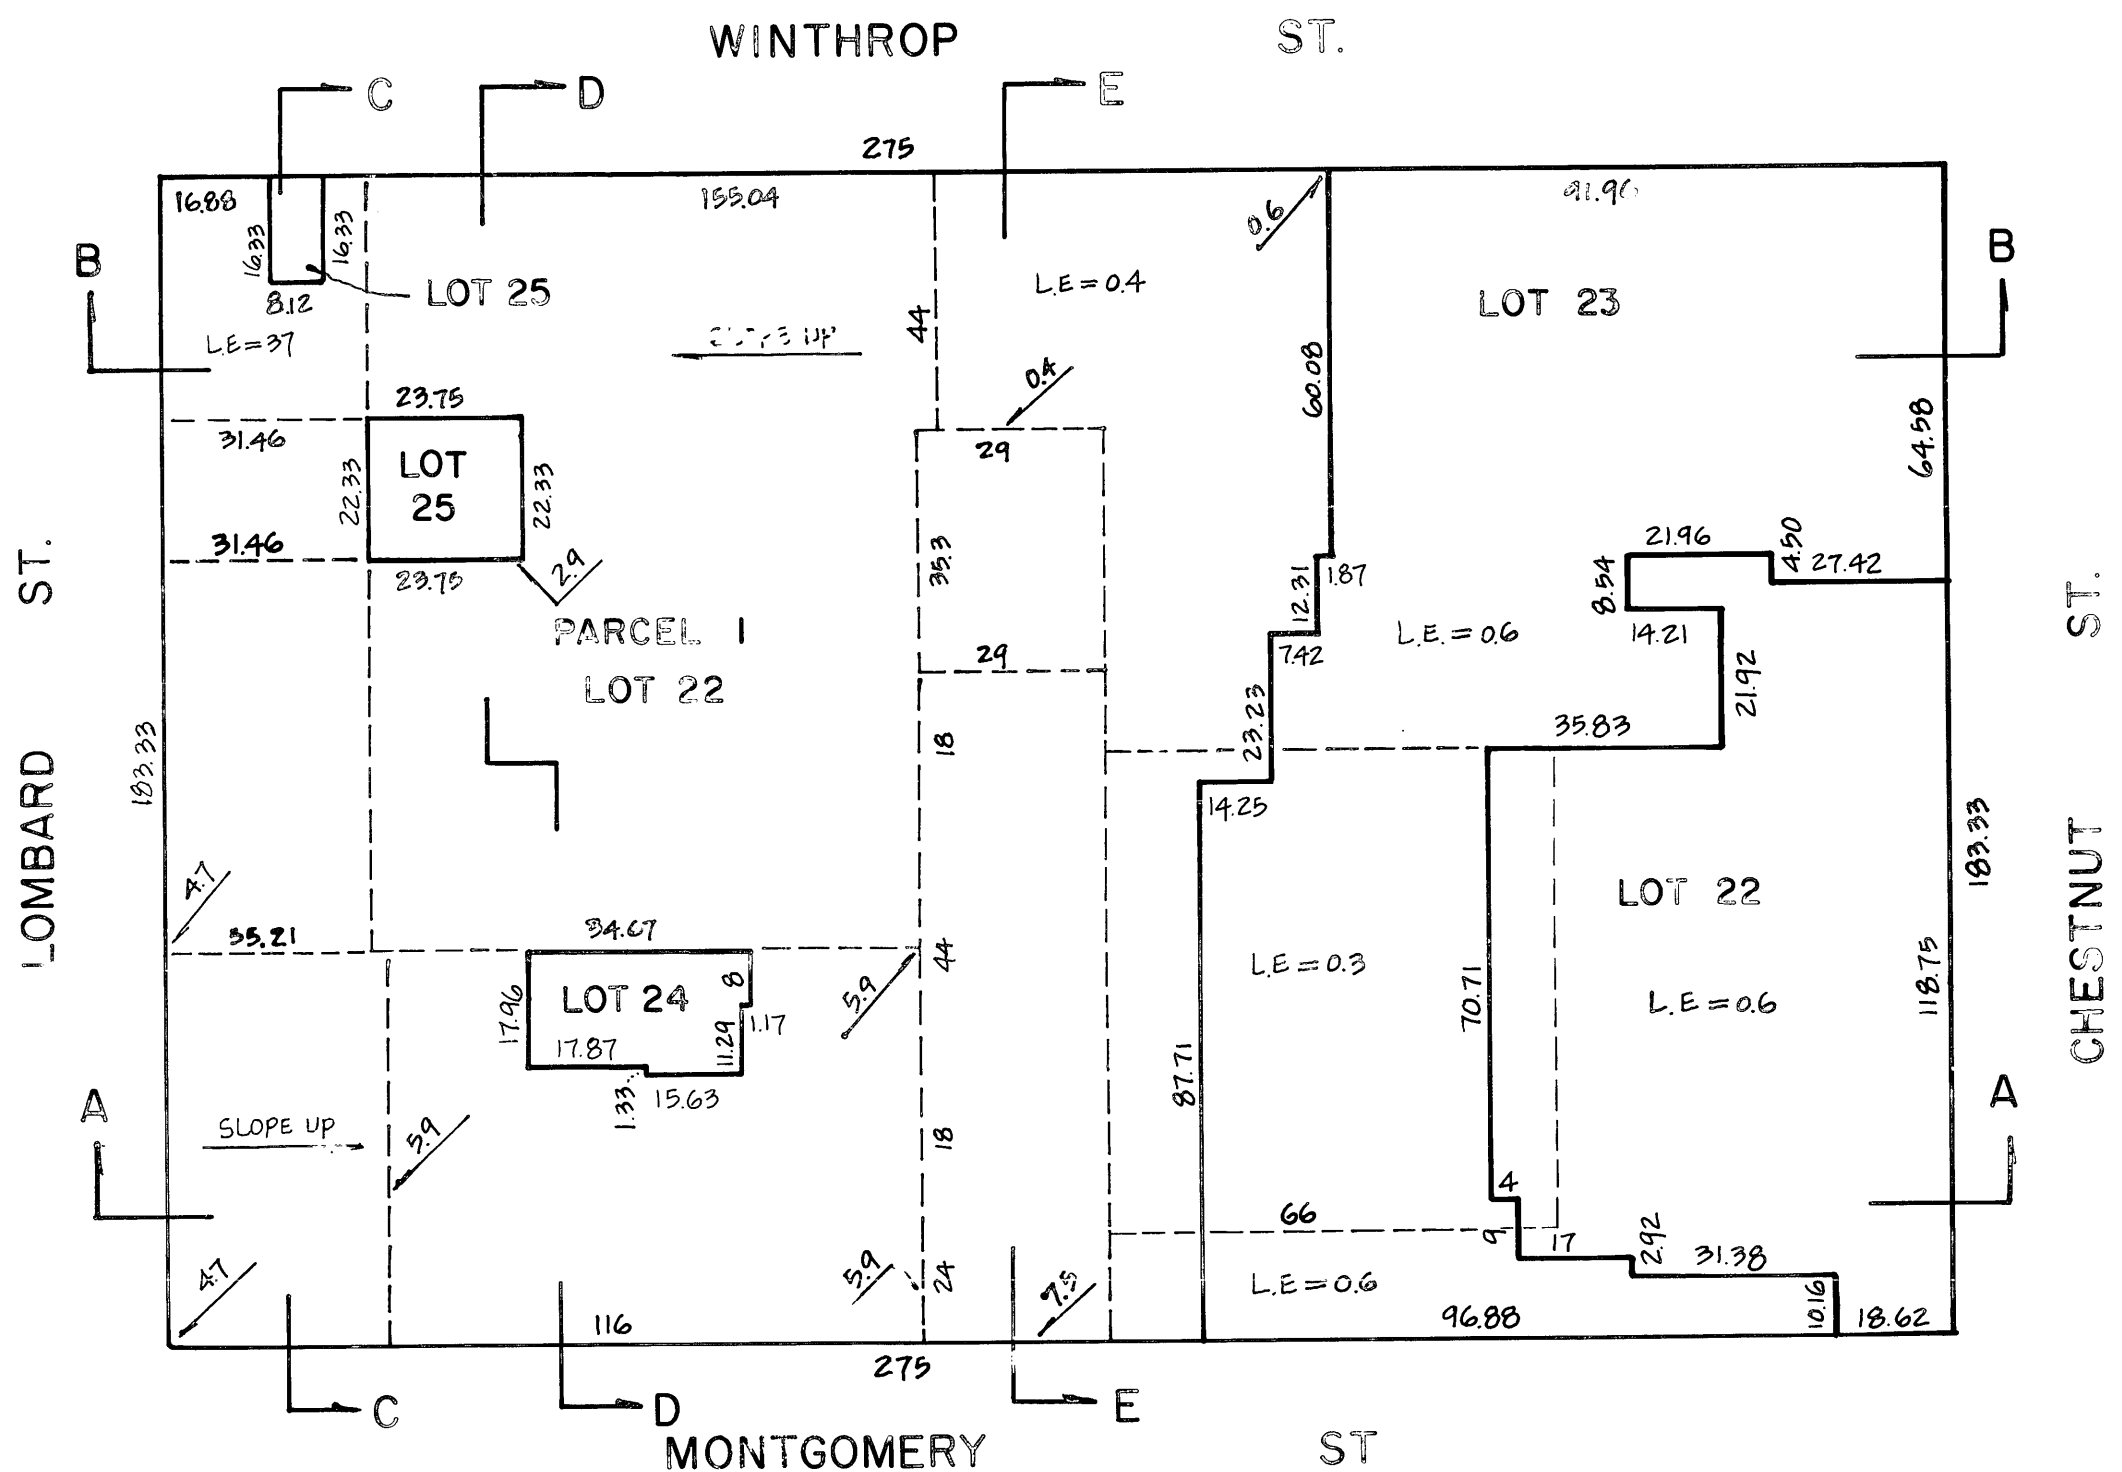 WINTHROP ST.
C
D
E
275
16.88
155.04
91.96
0.6
16.33
16.33
B
B
LOT 25
8.12
L.E=0.4
LOT 23
44
L.E=37
SLOPE UP
60.08
0.4
23.75
31.46
29
64.58
LOT
25
22.33
22.33
31.46
23.75
2.9
35.3
12.31
1.87
21.96
4.50
27.42
8.54
LOMBARD ST.
CHESTNUT ST.
PARCEL 1
LOT 22
29
7.42
L.E.=0.6
14.21
21.92
23.23
35.83
18
183.33
14.25
183.33
4.7
LOT 22
35.21
34.67
44
5.9
L.E=0.3
L.E=0.6
118.75
70.71
17.96
LOT 24
8
1.17
11.29
17.87
1.33
15.63
87.71
A
A
SLOPE UP
5.9
18
4
66
9
17
2.92
31.38
4.7
5.9
24
7.5
L.E=0.6
10.16
116
96.88
18.62
275
C
D
E
MONTGOMERY ST